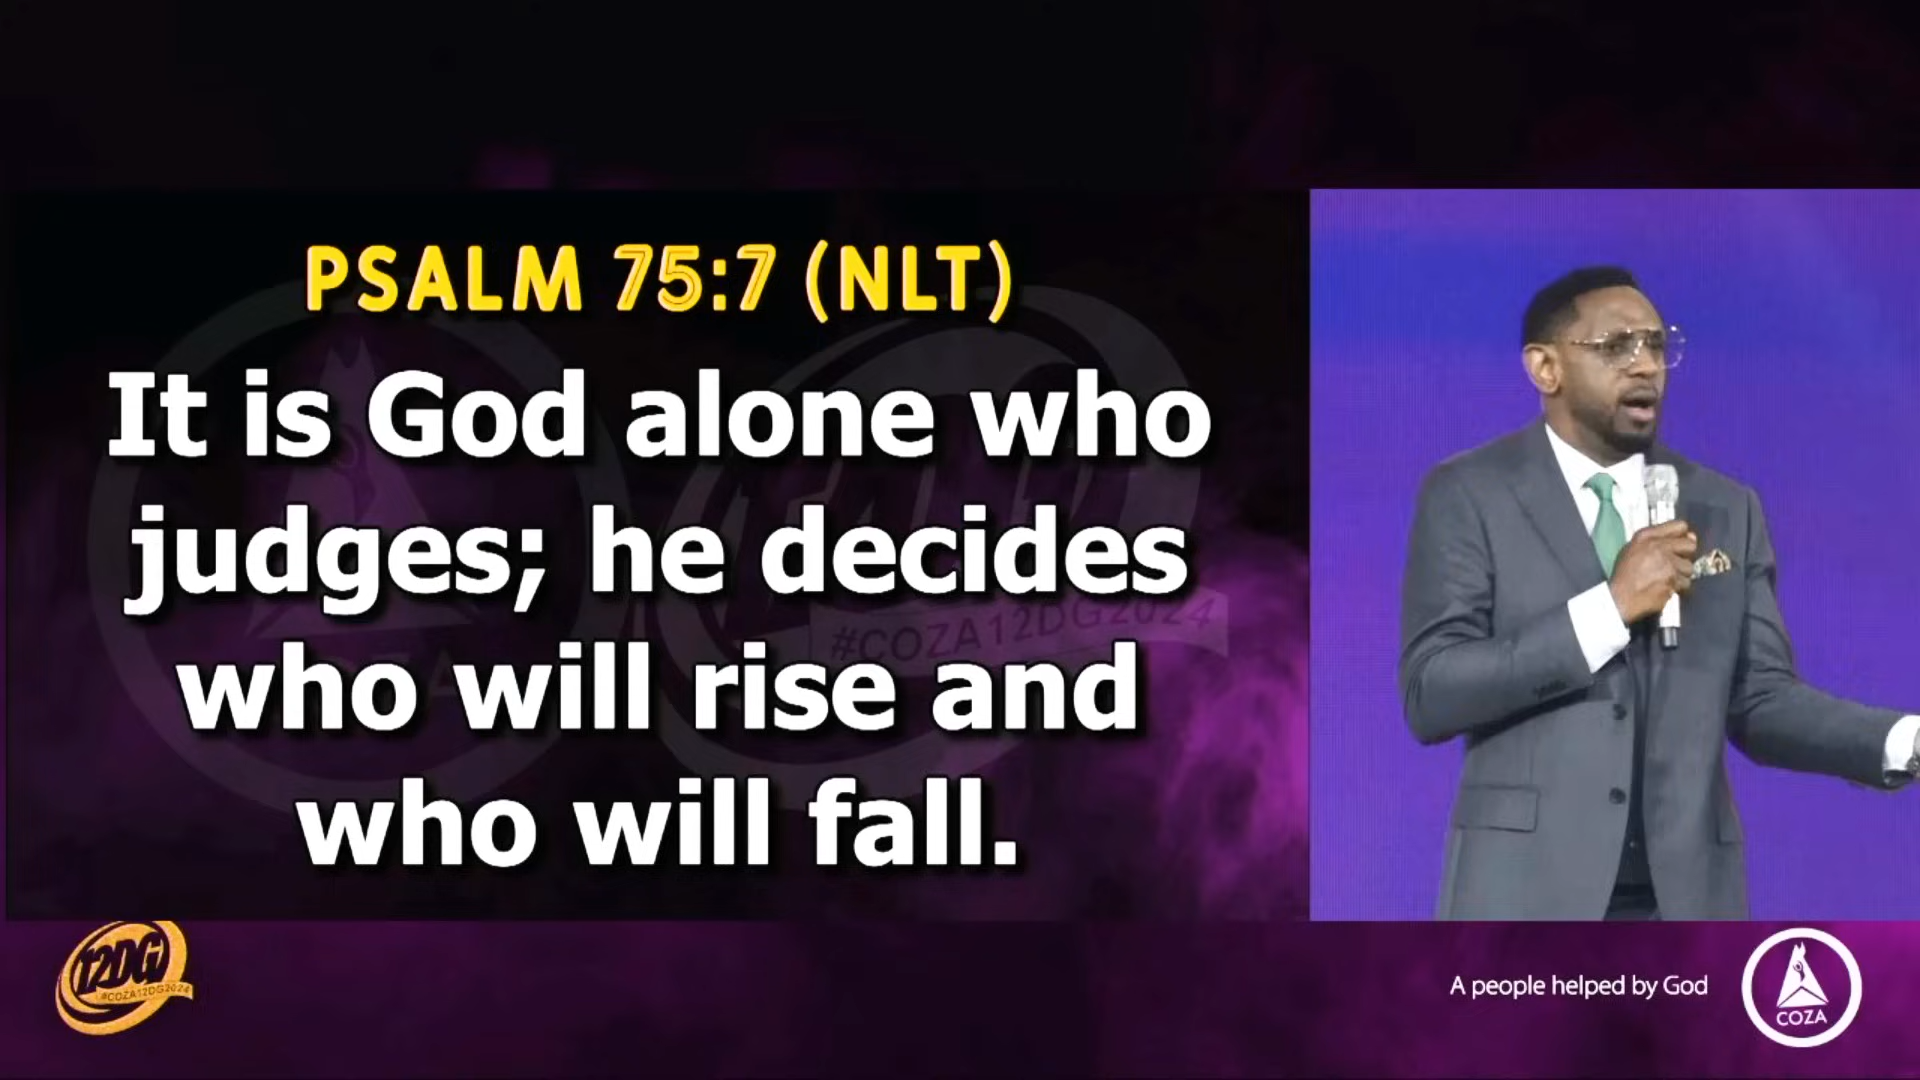 PSALM 75:7 (NLT)
It is God alone who
judges; he decides
who will rise and
who will fall.
#COZA12DG2024
12DG
#COZA12DG2024
A people helped by God
COZA